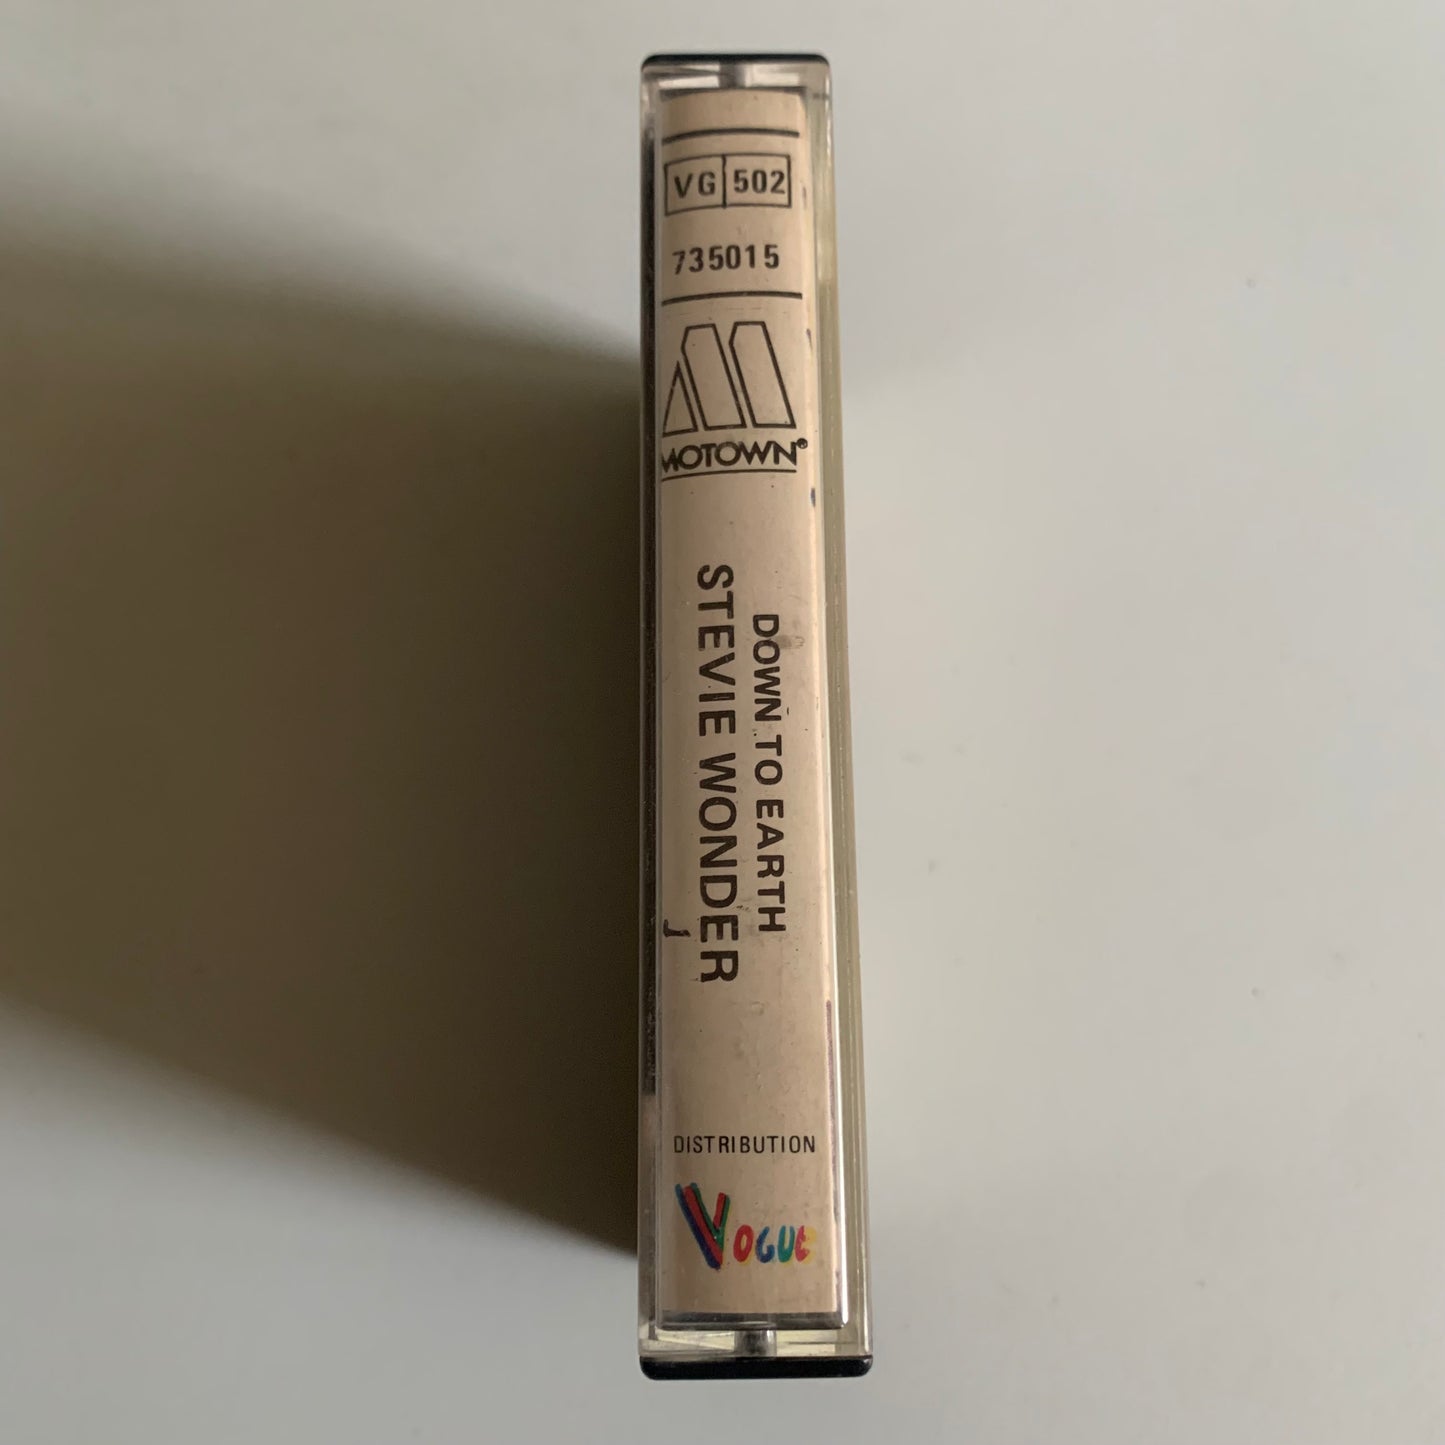 VG 502
735015
MOTOWN®
DOWN TO EARTH
STEVIE WONDER
DISTRIBUTION
VOGUE